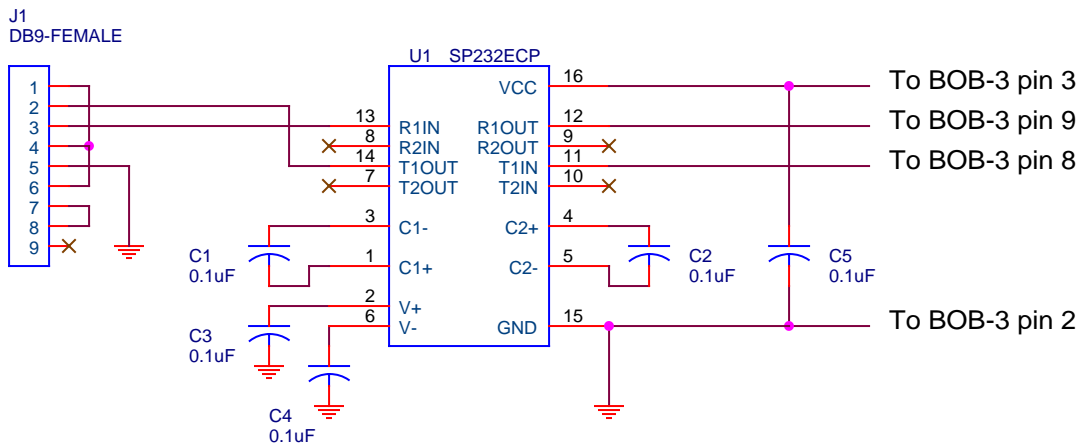 J1
DB9-FEMALE
1
2
3
4
5
6
7
8
9
U1 SP232ECP
13 R1IN
8 R2IN
14 T1OUT
7 T2OUT
3 C1-
1 C1+
2 V+
6 V-
VCC 16
R1OUT 12
R2OUT 9
T1IN 11
T2IN 10
C2+ 4
C2- 5
GND 15
C1
0.1uF
C3
0.1uF
C4
0.1uF
C2
0.1uF
C5
0.1uF
To BOB-3 pin 3
To BOB-3 pin 9
To BOB-3 pin 8
To BOB-3 pin 2